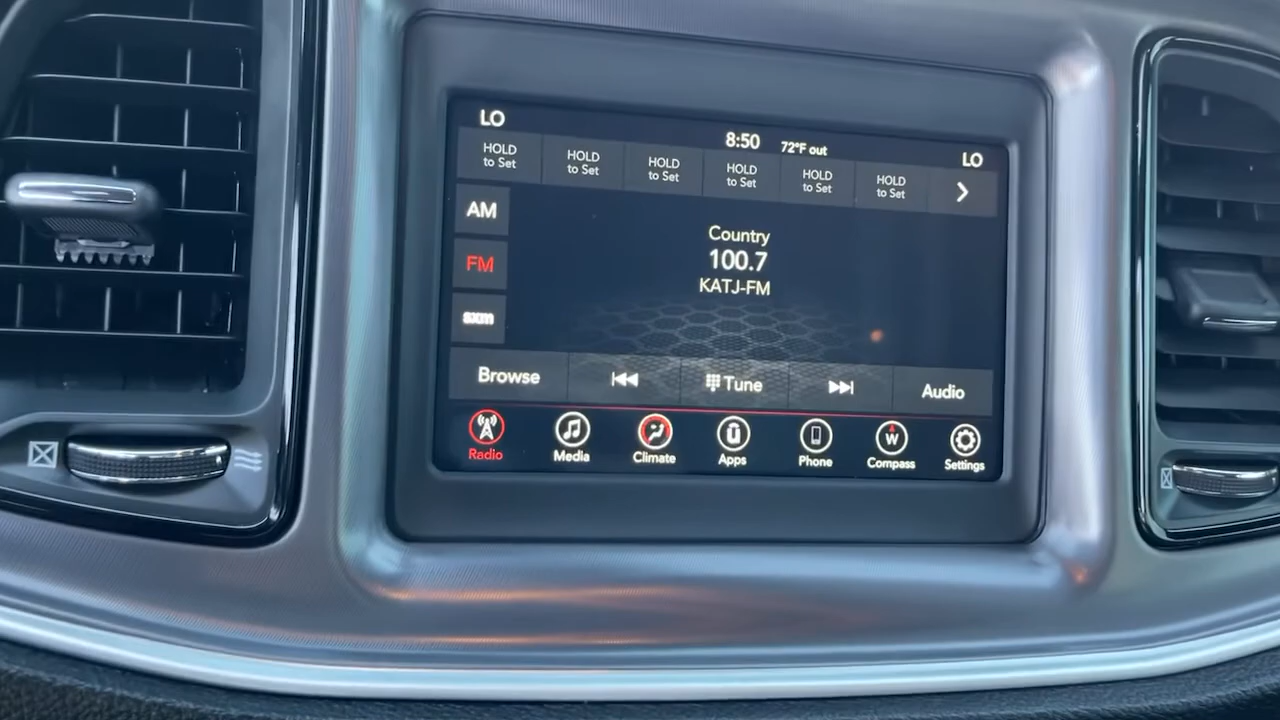 LO
8:50 72°F out
LO
HOLD
to Set
HOLD
to Set
HOLD
to Set
HOLD
to Set
HOLD
to Set
HOLD
to Set
AM
FM
sxm
Country
100.7
KATJ-FM
Browse
Tune
Audio
Radio
Media
Climate
Apps
Phone
W
Compass
Settings